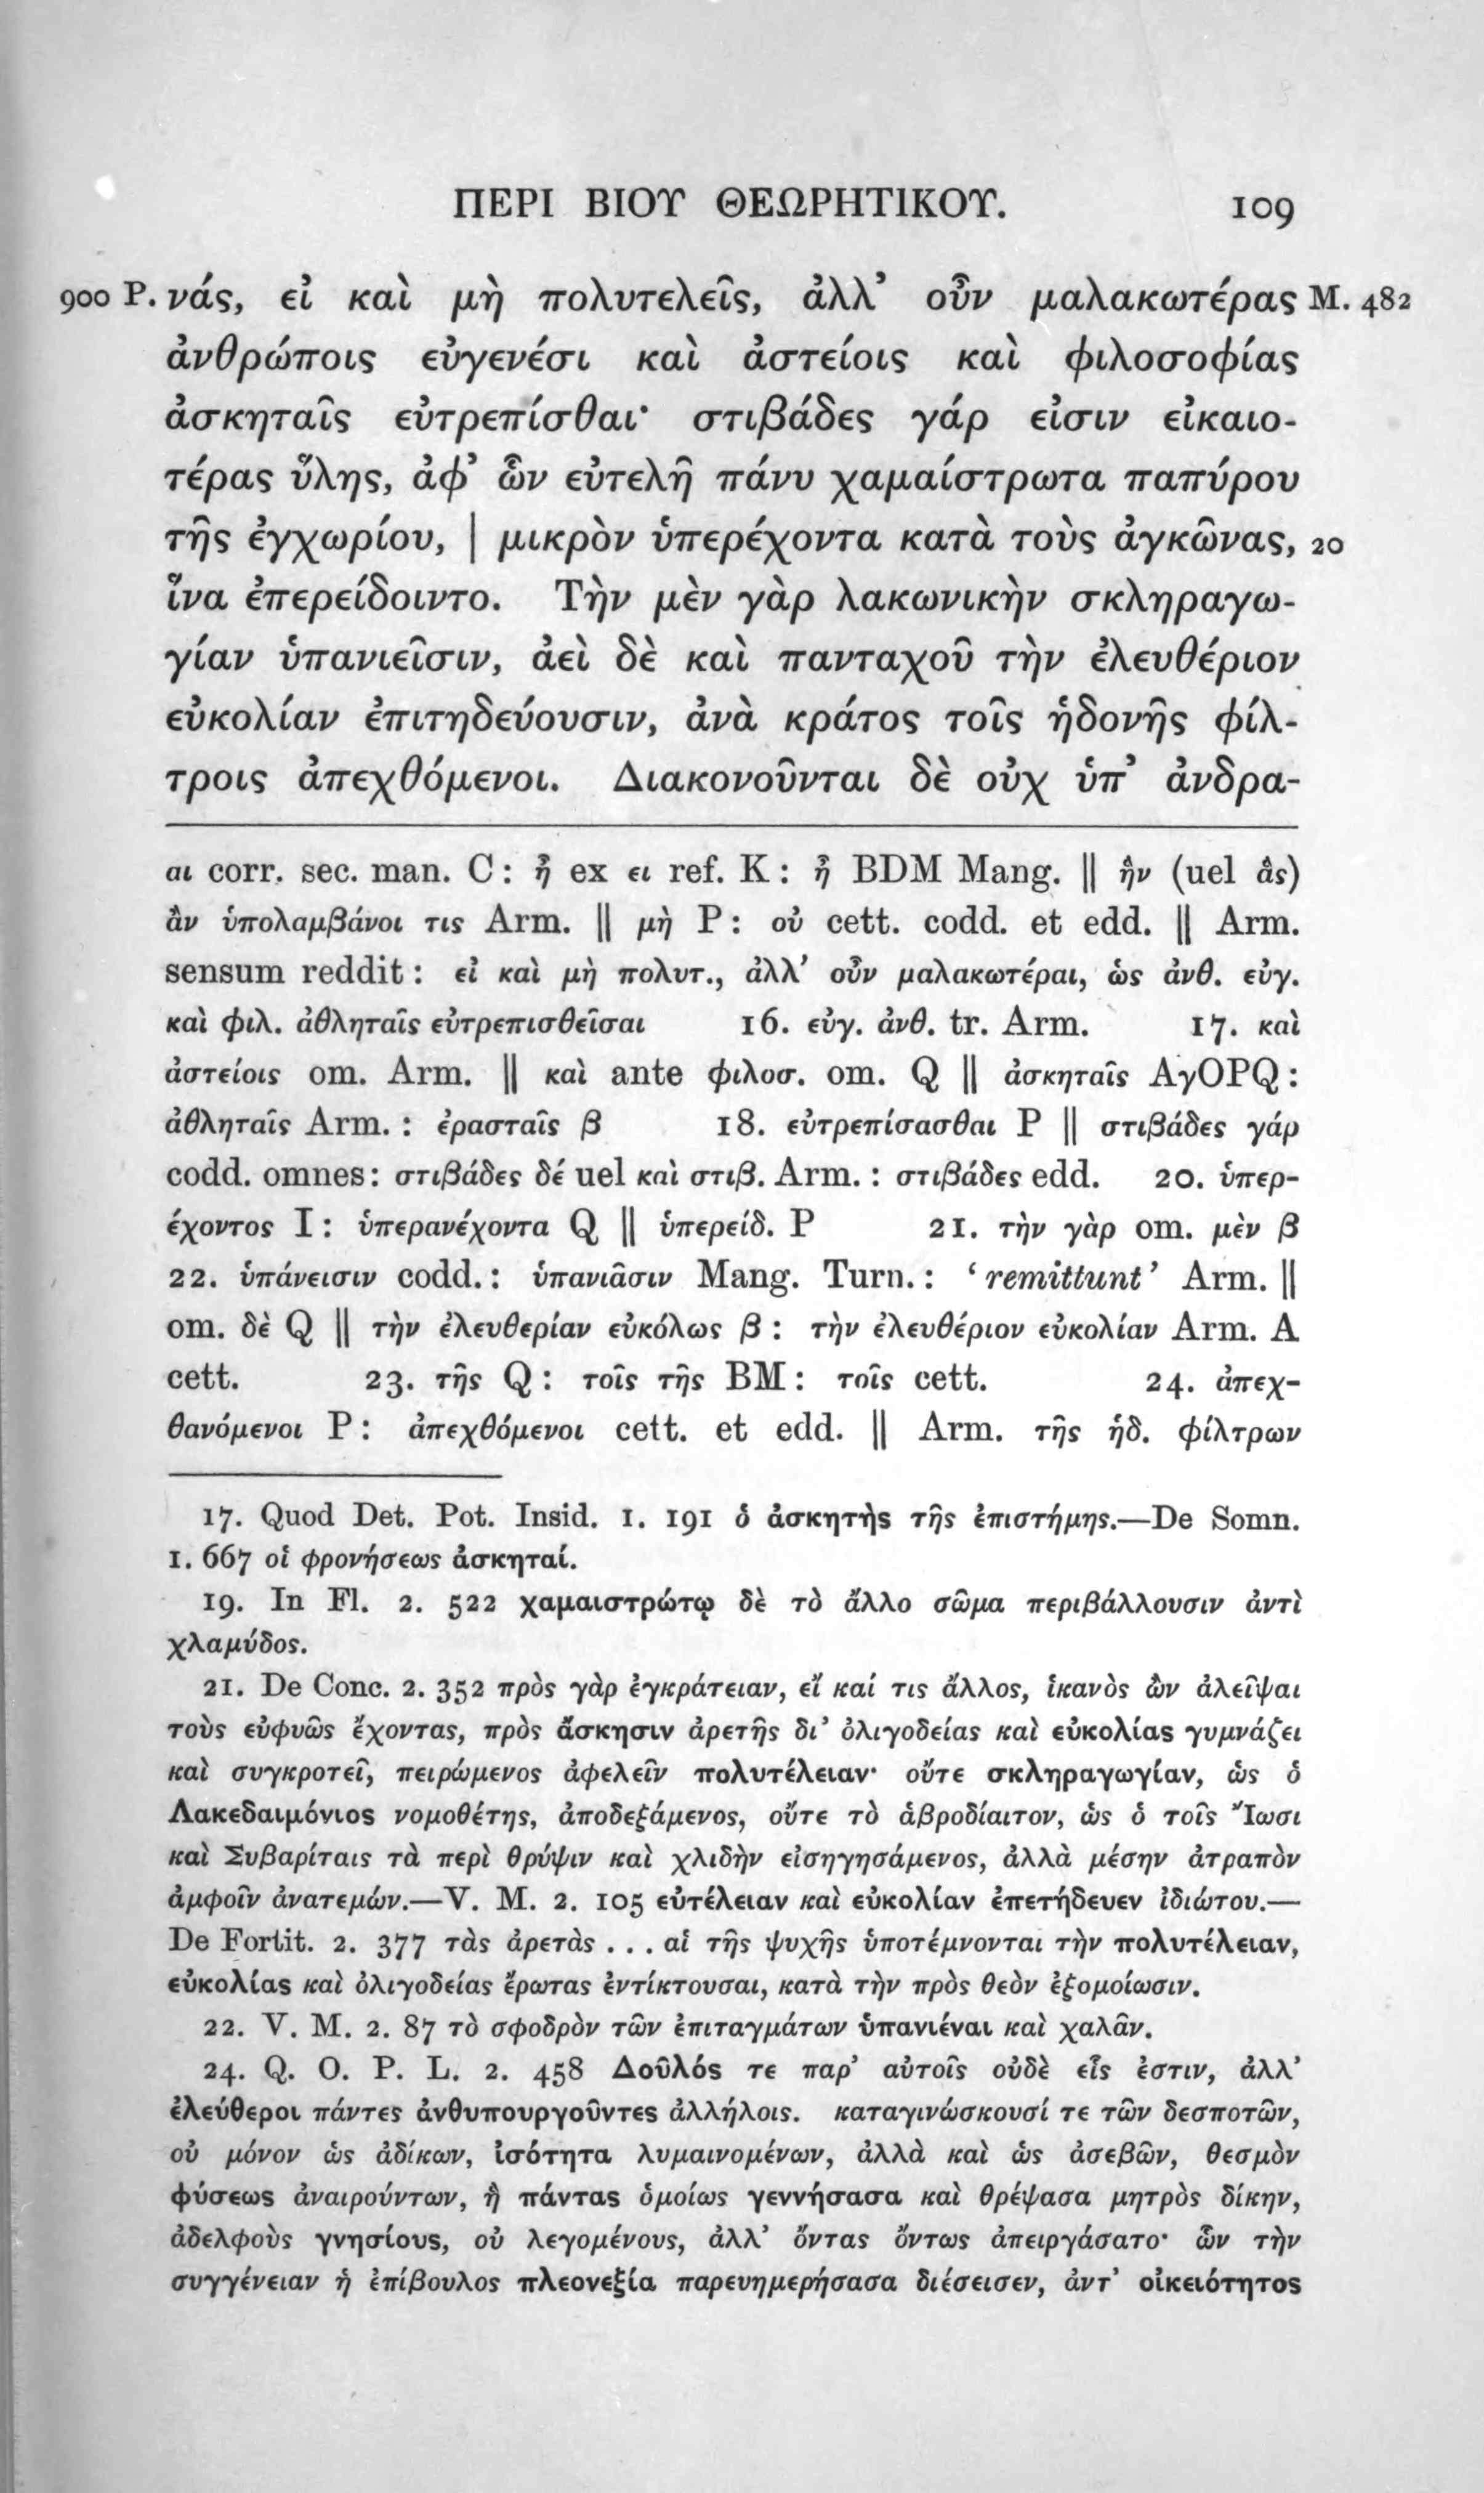 ΠΕΡΙ ΒΙΟΥ ΘΕΩΡΗΤΙΚΟΥ. 109
900 P. νάς, εἰ καὶ μὴ πολυτελεῖς, ἀλλ’ οὖν μαλακωτέρας M. 482
ἀνθρώποις εὐγενέσι καὶ ἀστείοις καὶ φιλοσοφίας
ἀσκηταῖς εὐτρεπίσθαι· στιβάδες γάρ εἰσιν εἰκαιο-
τέρας ὕλης, ἀφ’ ὧν εὐτελῆ πάνυ χαμαίστρωτα παπύρου
τῆς ἐγχωρίου, | μικρὸν ὑπερέχοντα κατὰ τοὺς ἀγκῶνας, 20
ἵνα ἐπερείδοιντο. Τὴν μὲν γὰρ λακωνικὴν σκληραγω-
γίαν ὑπανιεῖσιν, ἀεὶ δὲ καὶ πανταχοῦ τὴν ἐλευθέριον
εὐκολίαν ἐπιτηδεύουσιν, ἀνὰ κράτος τοῖς ἡδονῆς φίλ-
τροις ἀπεχθόμενοι. Διακονοῦνται δὲ οὐχ ὑπ’ ἀνδρα-
αι corr. sec. man. C: ᾖ ex ει ref. K: ᾖ BDM Mang. || ἣν (uel ἃς)
ἂν ὑπολαμβάνοι τις Arm. || μὴ P: οὐ cett. codd. et edd. || Arm.
sensum reddit: εἰ καὶ μὴ πολυτ., ἀλλ’ οὖν μαλακωτέραι, ὡς ἀνθ. εὐγ.
καὶ φιλ. ἀθληταῖς εὐτρεπισθεῖσαι 16. εὐγ. ἀνθ. tr. Arm. 17. καὶ
ἀστείοις om. Arm. || καὶ ante φιλοσ. om. Q || ἀσκηταῖς AγOPQ:
ἀθληταῖς Arm.: ἐρασταῖς β 18. εὐτρεπίσασθαι P || στιβάδες γάρ
codd. omnes: στιβάδες δέ uel καὶ στιβ. Arm.: στιβάδες edd. 20. ὑπερ-
έχοντος I: ὑπερανέχοντα Q || ὑπερείδ. P 21. τὴν γὰρ om. μὲν β
22. ὑπάνεισιν codd.: ὑπανιᾶσιν Mang. Turn.: ‘remittunt’ Arm. ||
om. δὲ Q || τὴν ἐλευθερίαν εὐκόλως β: τὴν ἐλευθέριον εὐκολίαν Arm. A
cett. 23. τῆς Q: τοῖς τῆς BM: τοῖς cett. 24. ἀπεχ-
θανόμενοι P: ἀπεχθόμενοι cett. et edd. || Arm. τῆς ἡδ. φίλτρων
17. Quod Det. Pot. Insid. 1. 191 ὁ ἀσκητὴς τῆς ἐπιστήμης.—De Somn.
1. 667 οἱ φρονήσεως ἀσκηταί.
19. In Fl. 2. 522 χαμαιστρώτῳ δὲ τὸ ἄλλο σῶμα περιβάλλουσιν ἀντὶ
χλαμύδος.
21. De Conc. 2. 352 πρὸς γὰρ ἐγκράτειαν, εἴ καί τις ἄλλος, ἱκανὸς ὢν ἀλεῖψαι
τοὺς εὐφυῶς ἔχοντας, πρὸς ἄσκησιν ἀρετῆς δι’ ὀλιγοδείας καὶ εὐκολίας γυμνάζει
καὶ συγκροτεῖ, πειρώμενος ἀφελεῖν πολυτέλειαν· οὔτε σκληραγωγίαν, ὡς ὁ
Λακεδαιμόνιος νομοθέτης, ἀποδεξάμενος, οὔτε τὸ ἁβροδίαιτον, ὡς ὁ τοῖς Ἴωσι
καὶ Συβαρίταις τὰ περὶ θρύψιν καὶ χλιδὴν εἰσηγησάμενος, ἀλλὰ μέσην ἀτραπὸν
ἀμφοῖν ἀνατεμών.—V. M. 2. 105 εὐτέλειαν καὶ εὐκολίαν ἐπετήδευεν ἰδιώτου.—
De Fortit. 2. 377 τὰς ἀρετὰς ... αἱ τῆς ψυχῆς ὑποτέμνονται τὴν πολυτέλειαν,
εὐκολίας καὶ ὀλιγοδείας ἔρωτας ἐντίκτουσαι, κατὰ τὴν πρὸς θεὸν ἐξομοίωσιν.
22. V. M. 2. 87 τὸ σφοδρὸν τῶν ἐπιταγμάτων ὑπανιέναι καὶ χαλᾶν.
24. Q. O. P. L. 2. 458 Δοῦλός τε παρ’ αὐτοῖς οὐδὲ εἷς ἐστιν, ἀλλ’
ἐλεύθεροι πάντες ἀνθυπουργοῦντες ἀλλήλοις. καταγινώσκουσί τε τῶν δεσποτῶν,
οὐ μόνον ὡς ἀδίκων, ἰσότητα λυμαινομένων, ἀλλὰ καὶ ὡς ἀσεβῶν, θεσμὸν
φύσεως ἀναιρούντων, ἣ πάντας ὁμοίως γεννήσασα καὶ θρέψασα μητρὸς δίκην,
ἀδελφοὺς γνησίους, οὐ λεγομένους, ἀλλ’ ὄντας ὄντως ἀπειργάσατο· ὧν τὴν
συγγένειαν ἡ ἐπίβουλος πλεονεξία παρευημερήσασα διέσεισεν, ἀντ’ οἰκειότητος